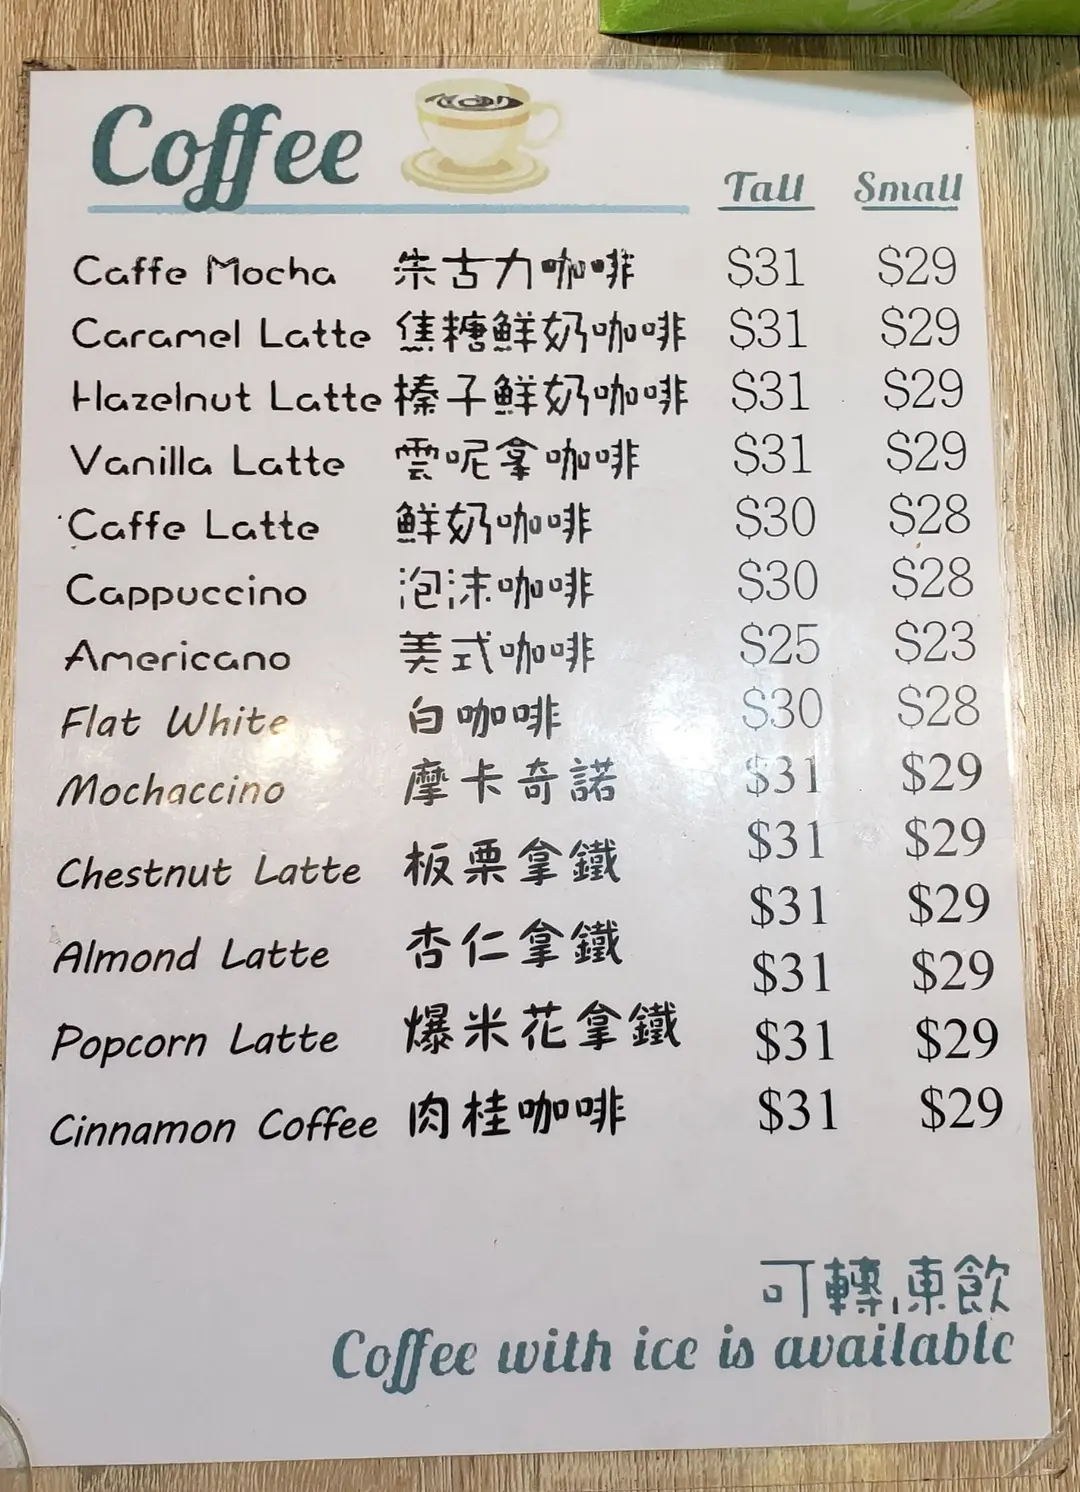 Coffee
Tall Small
Caffe Mocha 朱古力咖啡 $31 $29
Caramel Latte 焦糖鮮奶咖啡 $31 $29
Hazelnut Latte 榛子鮮奶咖啡 $31 $29
Vanilla Latte 雲呢拿咖啡 $31 $29
Caffe Latte 鮮奶咖啡 $30 $28
Cappuccino 泡沫咖啡 $30 $28
Americano 美式咖啡 $25 $23
Flat White 白咖啡 $30 $28
Mochaccino 摩卡奇諾 $31 $29
Chestnut Latte 板栗拿鐵 $31 $29
$31 $29
Almond Latte 杏仁拿鐵 $31 $29
Popcorn Latte 爆米花拿鐵 $31 $29
Cinnamon Coffee 肉桂咖啡 $31 $29
可轉凍飲
Coffee with ice is available